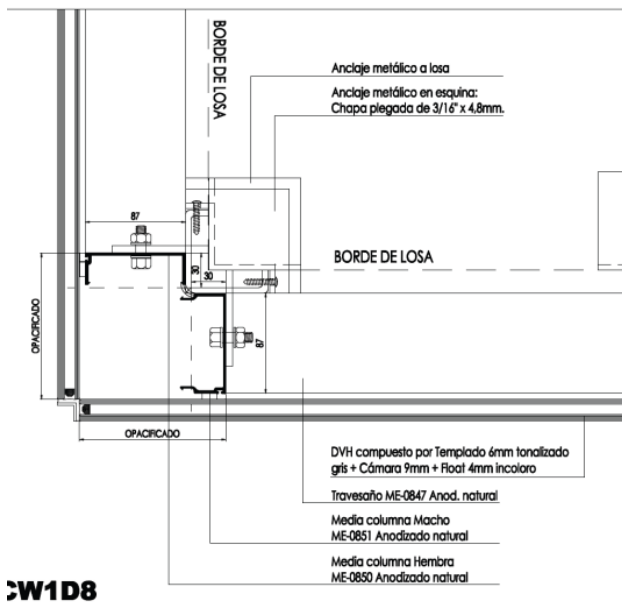 BORDE DE LOSA
Anclaje metálico a losa
Anclaje metálico en esquina:
Chapa plegada de 3/16" x 4,8mm.
87
BORDE DE LOSA
30
30
87
OPACIFICADO
OPACIFICADO
DVH compuesto por Templado 6mm tonalizado
gris + Cámara 9mm + Float 4mm incoloro
Travesaño ME-0847 Anod. natural
Media columna Macho
ME-0851 Anodizado natural
Media columna Hembra
ME-0850 Anodizado natural
CW1D8